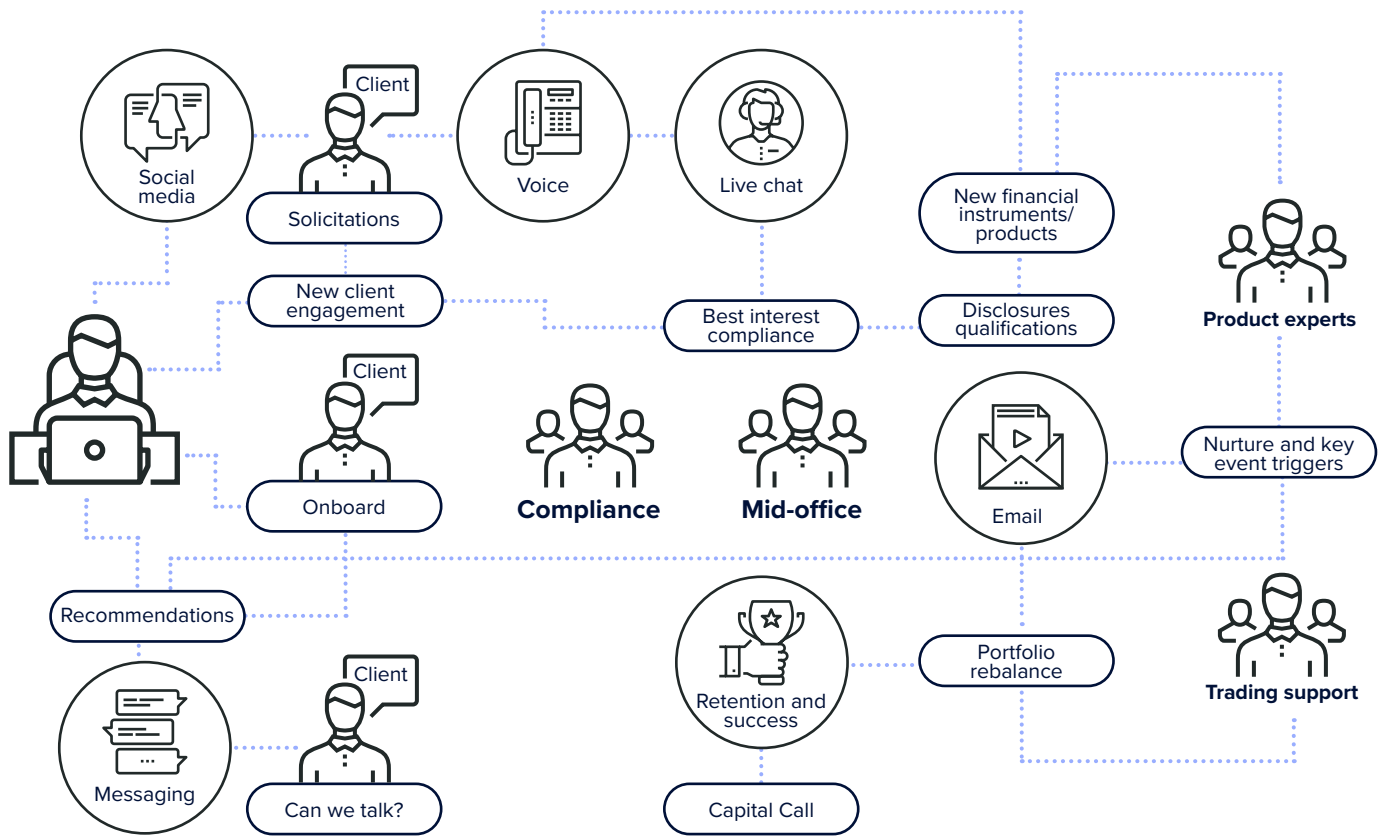 Client
Social
media
Solicitations
Voice
Live chat
New financial
instruments/
products
New client
engagement
Best interest
compliance
Disclosures
qualifications
Product experts
Client
Onboard
Compliance
Mid-office
Email
Nurture and key
event triggers
Recommendations
Messaging
Client
Can we talk?
Retention and
success
Capital Call
Portfolio
rebalance
Trading support